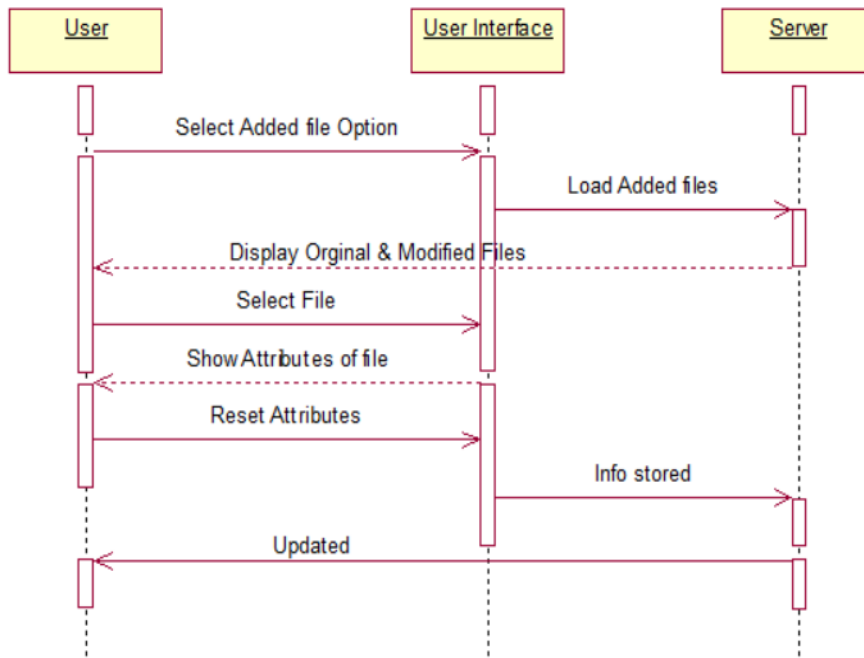 User
User Interface
Server
Select Added file Option
Load Added files
Display Orginal & Modified Files
Select File
Show Attributes of file
Reset Attributes
Info stored
Updated